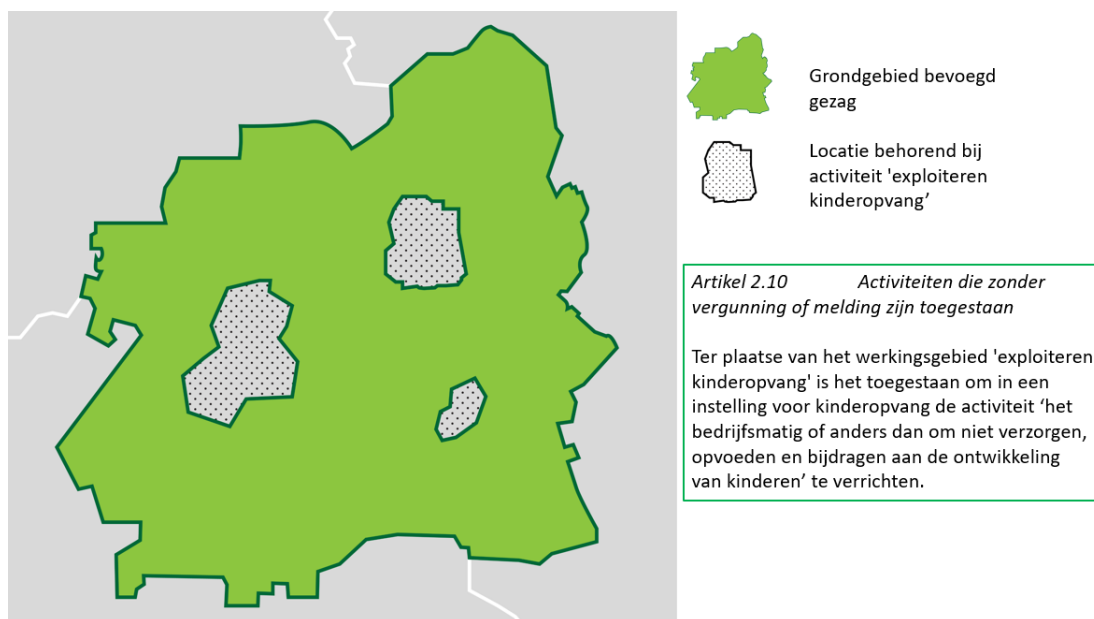 Grondgebied bevoegd
gezag
Locatie behorend bij
activiteit 'exploiteren
kinderopvang’
Artikel 2.10 Activiteiten die zonder
vergunning of melding zijn toegestaan
Ter plaatse van het werkingsgebied 'exploiteren
kinderopvang' is het toegestaan om in een
instelling voor kinderopvang de activiteit ‘het
bedrijfsmatig of anders dan om niet verzorgen,
opvoeden en bijdragen aan de ontwikkeling
van kinderen’ te verrichten.